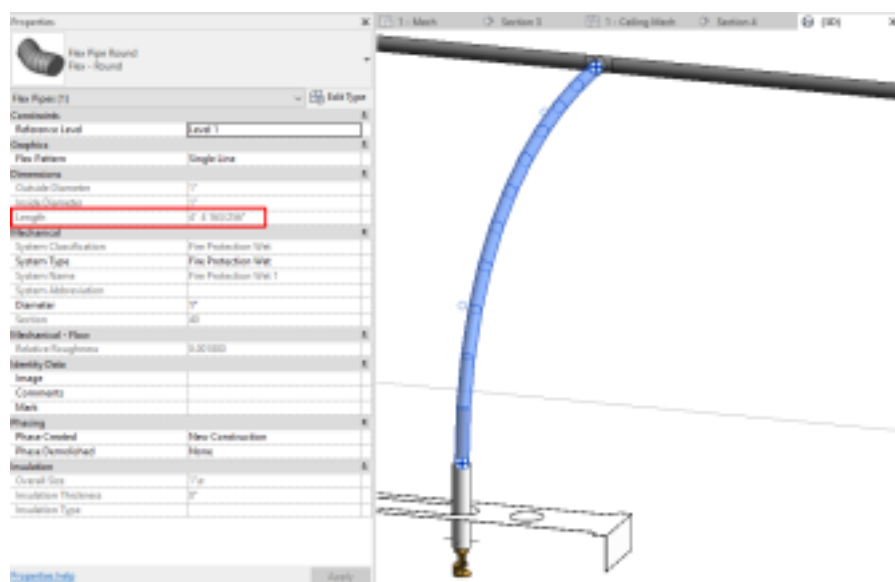 Properties
1 - Mech
Section 3
1 - Ceiling Mech
Section 4
{3D}
Flex Pipe Round
Flex - Round
Flex Pipes (1)
Edit Type
Constraints
Reference Level
Level 1
Graphics
Flex Pattern
Single Line
Dimensions
Outside Diameter
1"
Inside Diameter
1"
Length
Mechanical
System Classification
Fire Protection Wet
System Type
Fire Protection Wet
System Name
Fire Protection Wet 1
System Abbreviation
Diameter
Section
40
Mechanical - Flow
Relative Roughness
Identity Data
Image
Comments
Mark
Phasing
Phase Created
New Construction
Phase Demolished
None
Insulation
Overall Size
Insulation Thickness
0"
Insulation Type
Properties help
Apply